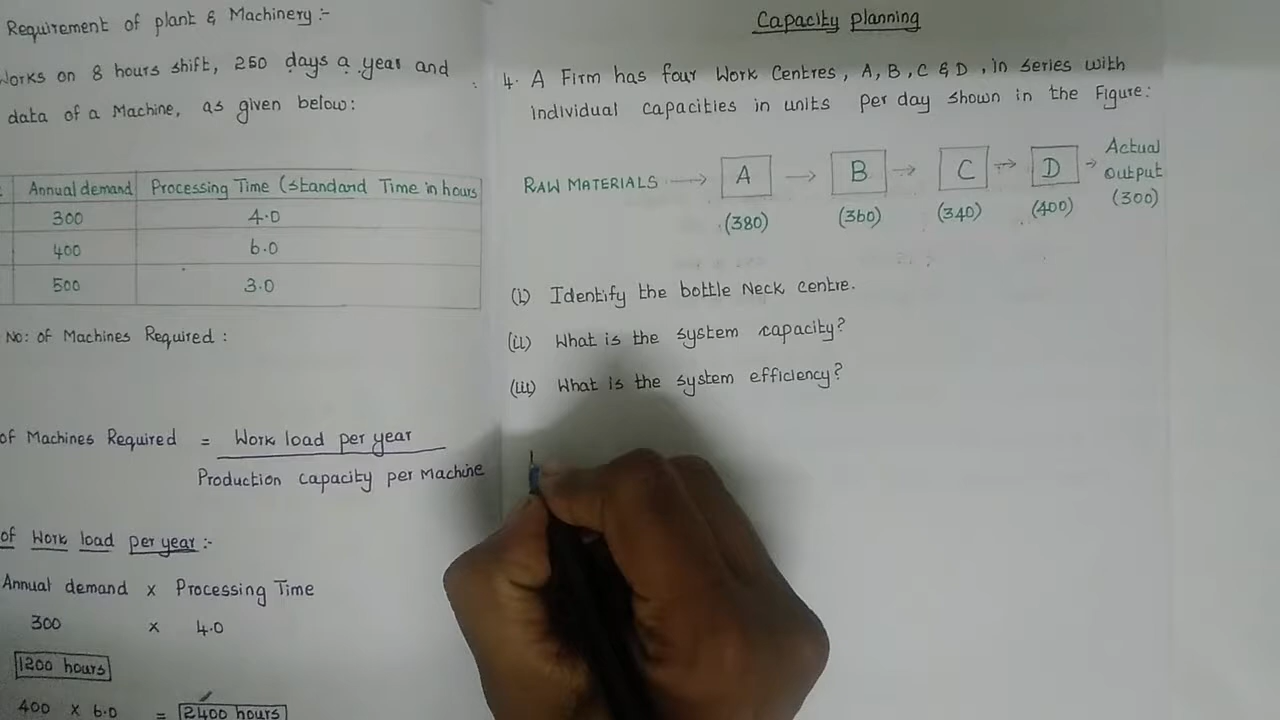 Requirement of plant & Machinery :-
Works on 8 hours shift, 250 days a year and
data of a Machine, as given below:
Annual demand Processing Time (standard Time in hours
300 4.0
400 6.0
500 3.0
No: of Machines Required :
of Machines Required = Work load per year
Production capacity per Machine
of Work load per year :-
Annual demand x Processing Time
300 x 4.0
1200 hours
400 x 6.0 = 2400 hours
Capacity planning
4. A Firm has four Work Centres, A, B, C & D, in series with
individual capacities in units per day shown in the Figure:
RAW MATERIALS → A → B → C → D → Actual output (300)
(380) (360) (340) (400)
(i) Identify the bottle Neck centre.
(ii) What is the system capacity?
(iii) What is the system efficiency?